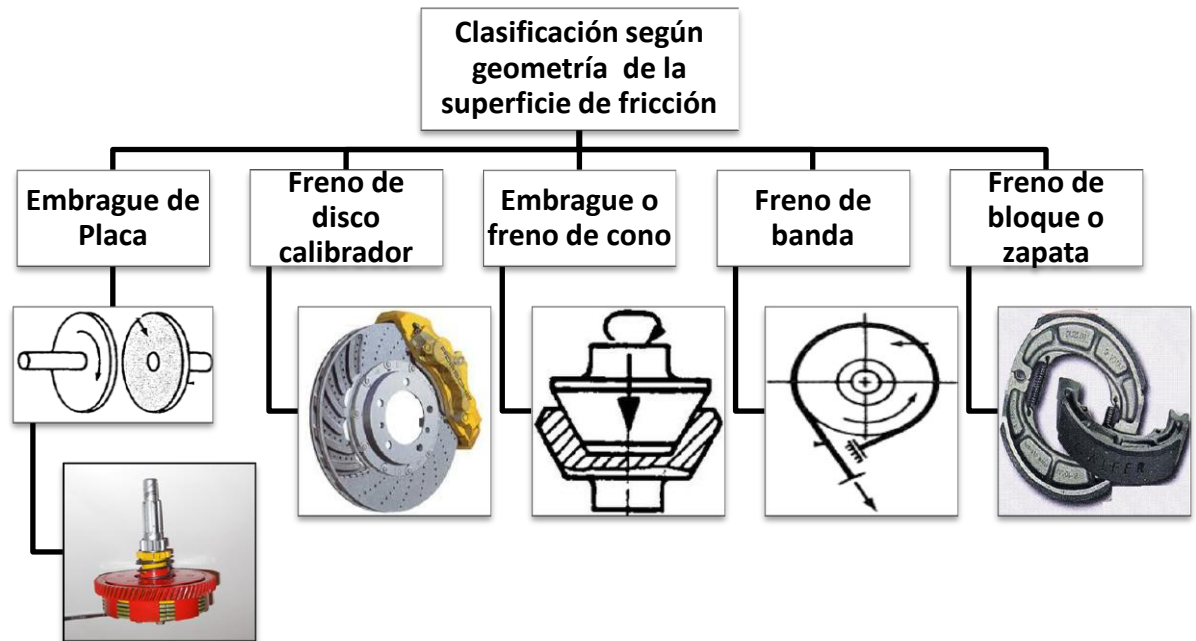 Clasificación según
geometría de la
superficie de fricción
Embrague de
Placa
Freno de
disco
calibrador
Embrague o
freno de cono
Freno de
banda
Freno de
bloque o
zapata